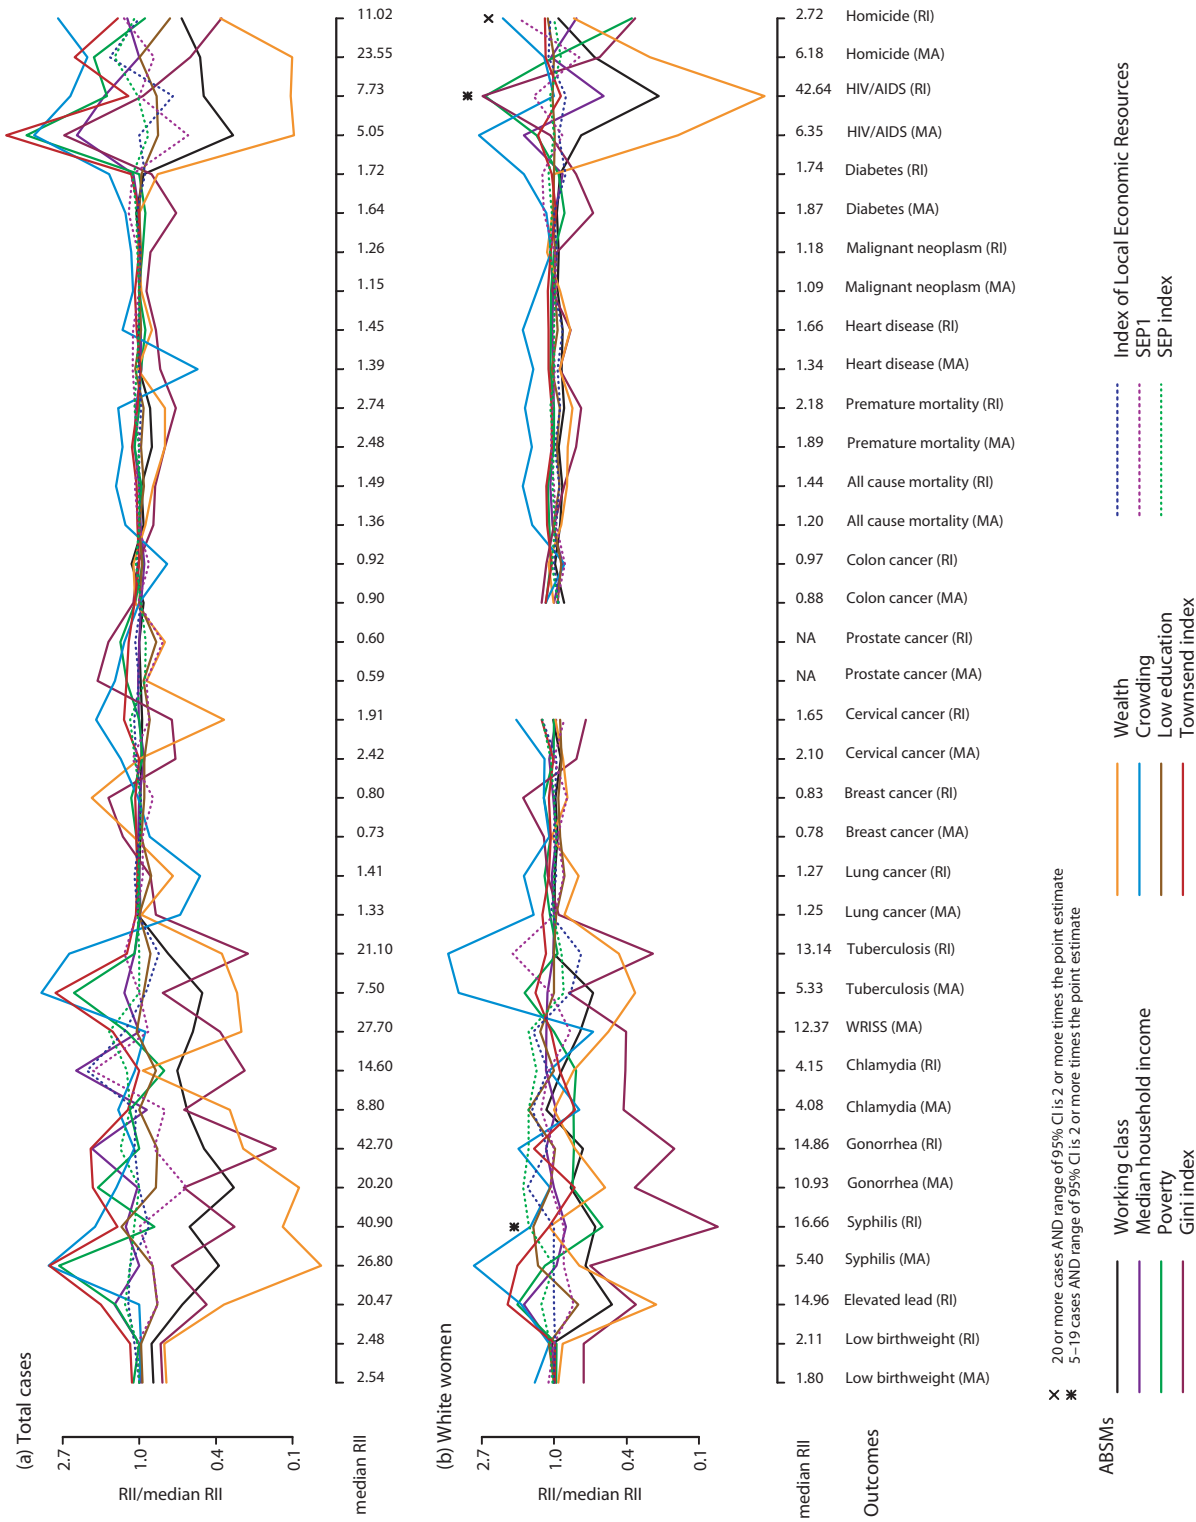 (a) Total cases
2.7
1.0
0.4
0.1
RII/median RII
median RII
2.54
2.48
20.47
26.80
40.90
20.20
42.70
8.80
14.60
27.70
7.50
21.10
1.33
1.41
0.73
0.80
2.42
1.91
0.59
0.60
0.90
0.92
1.36
1.49
2.48
2.74
1.39
1.45
1.15
1.26
1.64
1.72
5.05
7.73
23.55
11.02
(b) White women
2.7
1.0
0.4
0.1
RII/median RII
median RII
1.80
2.11
14.96
5.40
16.66
10.93
14.86
4.08
4.15
12.37
5.33
13.14
1.25
1.27
0.78
0.83
2.10
1.65
NA
NA
0.88
0.97
1.20
1.44
1.89
2.18
1.34
1.66
1.09
1.18
1.87
1.74
6.35
42.64
6.18
2.72
Outcomes
Low birthweight (MA)
Low birthweight (RI)
Elevated lead (RI)
Syphilis (MA)
Syphilis (RI)
Gonorrhea (MA)
Gonorrhea (RI)
Chlamydia (MA)
Chlamydia (RI)
WRISS (MA)
Tuberculosis (MA)
Tuberculosis (RI)
Lung cancer (MA)
Lung cancer (RI)
Breast cancer (MA)
Breast cancer (RI)
Cervical cancer (MA)
Cervical cancer (RI)
Prostate cancer (MA)
Prostate cancer (RI)
Colon cancer (MA)
Colon cancer (RI)
All cause mortality (MA)
All cause mortality (RI)
Premature mortality (MA)
Premature mortality (RI)
Heart disease (MA)
Heart disease (RI)
Malignant neoplasm (MA)
Malignant neoplasm (RI)
Diabetes (MA)
Diabetes (RI)
HIV/AIDS (MA)
HIV/AIDS (RI)
Homicide (MA)
Homicide (RI)
× 20 or more cases AND range of 95% CI is 2 or more times the point estimate
✱ 5–19 cases AND range of 95% CI is 2 or more times the point estimate
ABSMs
Working class
Median household income
Poverty
Gini index
Wealth
Crowding
Low education
Townsend index
Index of Local Economic Resources
SEP1
SEP index